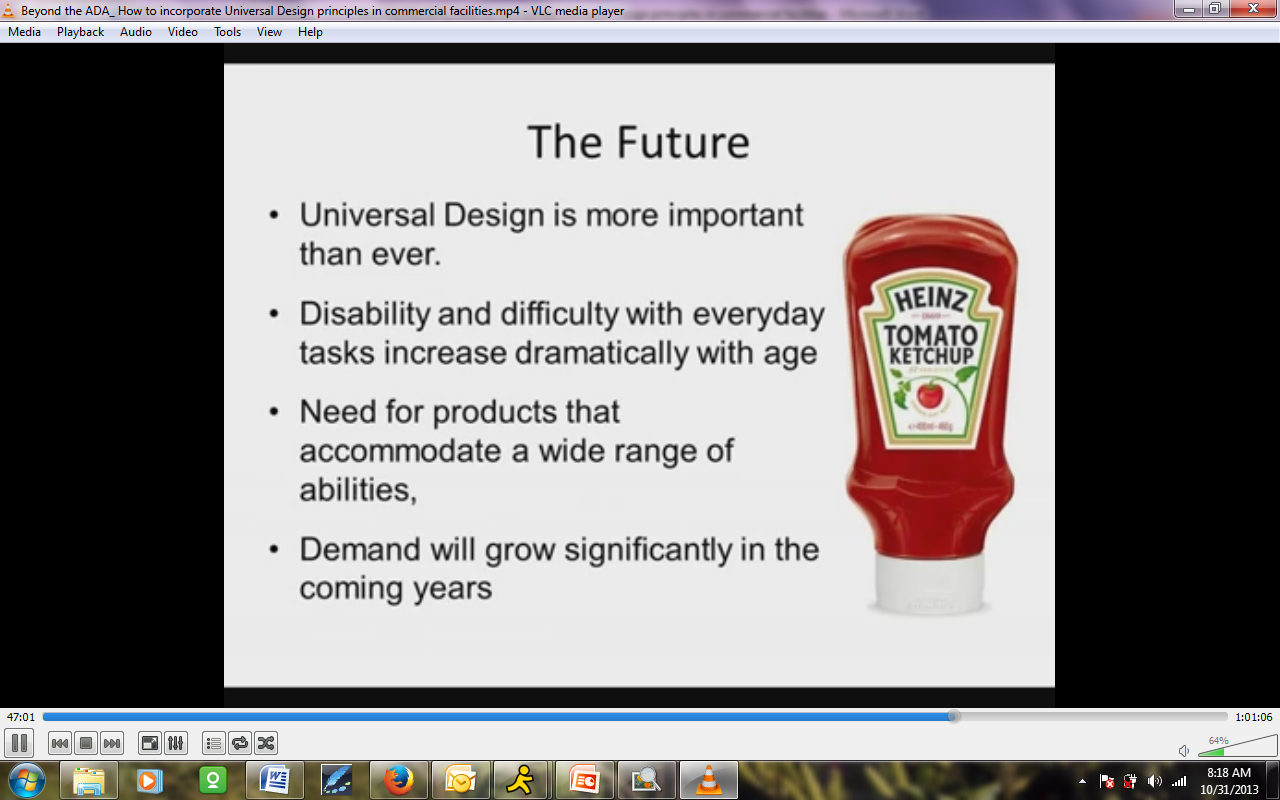 Beyond the ADA_ How to incorporate Universal Design principles in commercial facilities.mp4 - VLC media player
Media Playback Audio Video Tools View Help
The Future
• Universal Design is more important
than ever.
• Disability and difficulty with everyday
tasks increase dramatically with age
• Need for products that
accommodate a wide range of
abilities,
• Demand will grow significantly in the
coming years
HEINZ
TOMATO
KETCHUP
47:01
1:01:06
64%
8:18 AM
10/31/2013